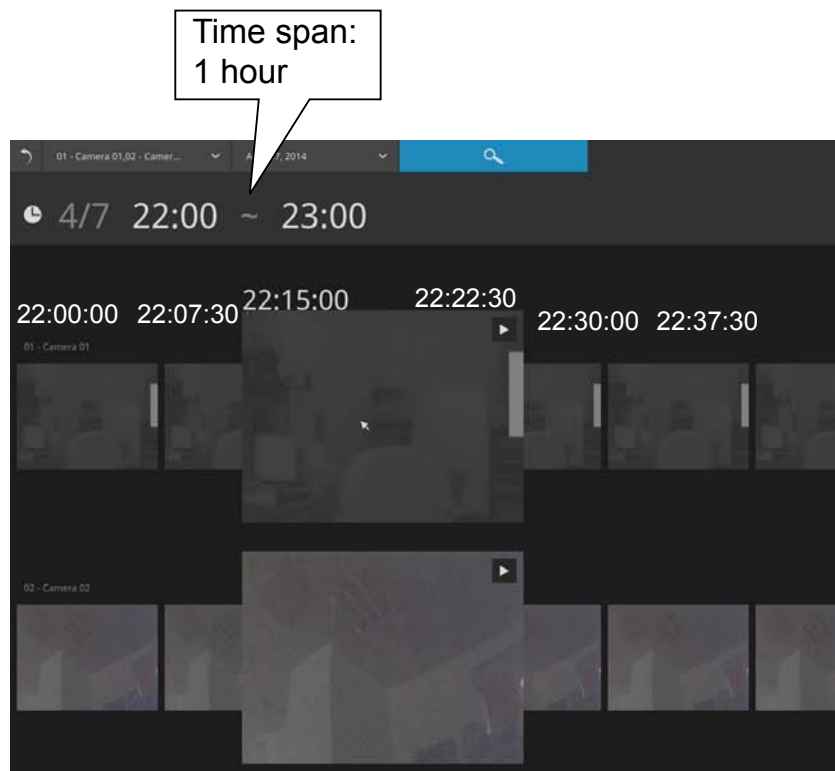 Time span:
1 hour
01 - Camera 01,02 - Camer...
7, 2014
4/7 22:00 ~ 23:00
22:00:00 22:07:30 22:15:00 22:22:30 22:30:00 22:37:30
01 - Camera 01
02 - Camera 02